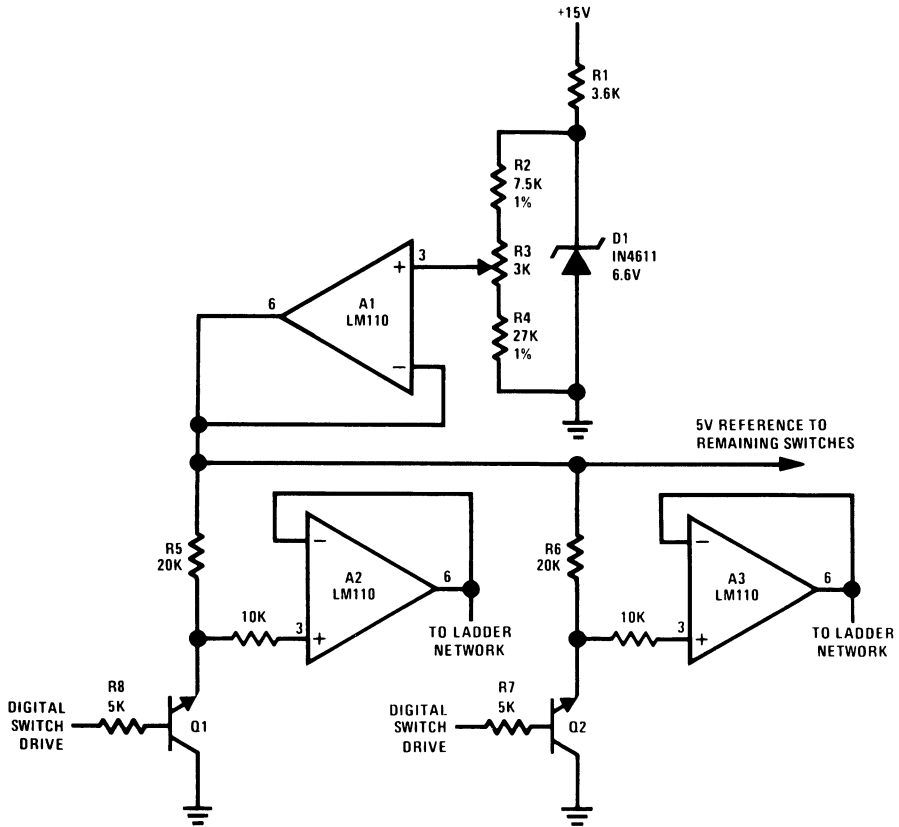 +15V
R1
3.6K
R2
7.5K
1%
R3
3K
R4
27K
1%
D1
IN4611
6.6V
3
+
A1
LM110
6
−
5V REFERENCE TO
REMAINING SWITCHES
R5
20K
−
A2
LM110
6
10K
3
+
TO LADDER
NETWORK
R6
20K
−
A3
LM110
6
10K
3
+
TO LADDER
NETWORK
DIGITAL
SWITCH
DRIVE
R8
5K
Q1
DIGITAL
SWITCH
DRIVE
R7
5K
Q2